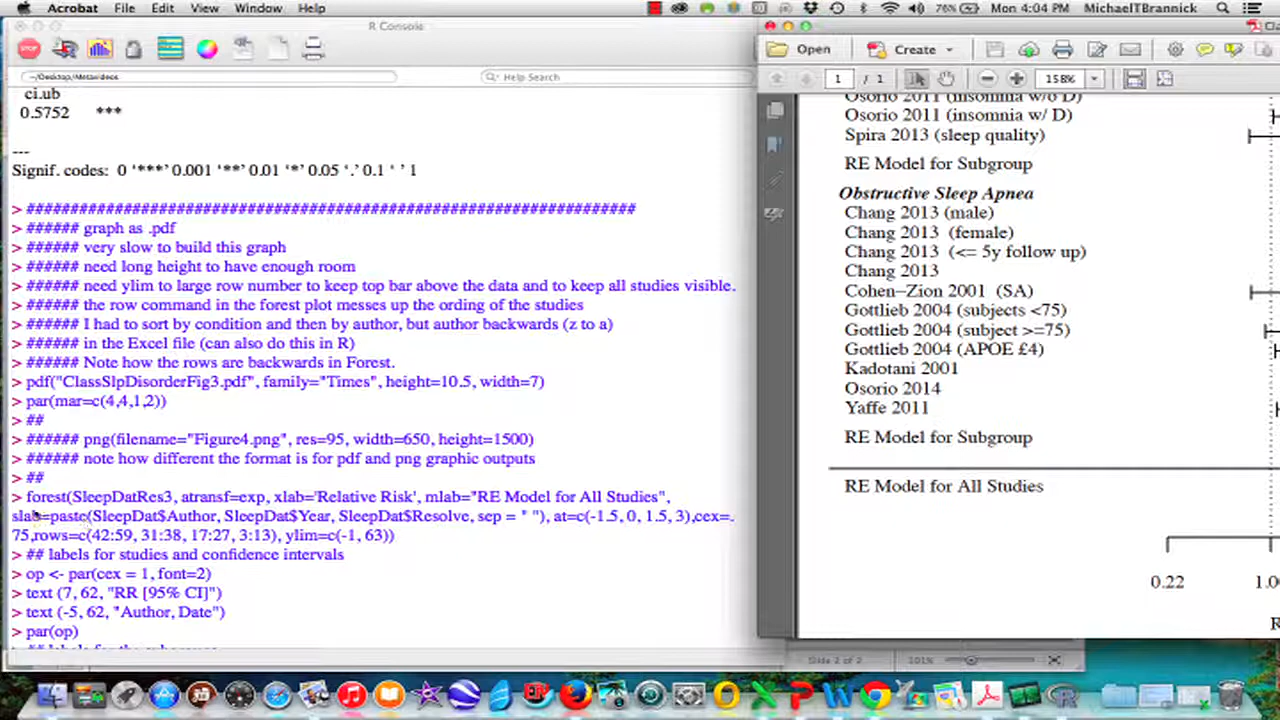 Acrobat File Edit View Window Help 76% Mon 4:04 PM MichaelTBrannick
R Console
STOP
~/Desktop/Metavideos Help Search
ci.ub
0.5752 ***
---
Signif. codes: 0 ‘***’ 0.001 ‘**’ 0.01 ‘*’ 0.05 ‘.’ 0.1 ‘ ’ 1
> #####################################################################
> ###### graph as .pdf
> ###### very slow to build this graph
> ###### need long height to have enough room
> ###### need ylim to large row number to keep top bar above the data and to keep all studies visible.
> ###### the row command in the forest plot messes up the ording of the studies
> ###### I had to sort by condition and then by author, but author backwards (z to a)
> ###### in the Excel file (can also do this in R)
> ###### Note how the rows are backwards in Forest.
> pdf("ClassSlpDisorderFig3.pdf", family="Times", height=10.5, width=7)
> par(mar=c(4,4,1,2))
> ##
> ###### png(filename="Figure4.png", res=95, width=650, height=1500)
> ###### note how different the format is for pdf and png graphic outputs
> ##
> forest(SleepDatRes3, atransf=exp, xlab='Relative Risk', mlab="RE Model for All Studies",
slab=paste(SleepDat$Author, SleepDat$Year, SleepDat$Resolve, sep = " "), at=c(-1.5, 0, 1.5, 3),cex=.
75,rows=c(42:59, 31:38, 17:27, 3:13), ylim=c(-1, 63))
> ## labels for studies and confidence intervals
> op <- par(cex = 1, font=2)
> text (7, 62, "RR [95% CI]")
> text (-5, 62, "Author, Date")
> par(op)
Open Create
1 / 1 158%
Osorio 2011 (insomnia w/o D)
Osorio 2011 (insomnia w/ D)
Spira 2013 (sleep quality)
RE Model for Subgroup
Obstructive Sleep Apnea
Chang 2013 (male)
Chang 2013 (female)
Chang 2013 (<= 5y follow up)
Chang 2013
Cohen−Zion 2001 (SA)
Gottlieb 2004 (subjects <75)
Gottlieb 2004 (subject >=75)
Gottlieb 2004 (APOE £4)
Kadotani 2001
Osorio 2014
Yaffe 2011
RE Model for Subgroup
RE Model for All Studies
0.22 1.00
R
Slide 2 of 2 101%